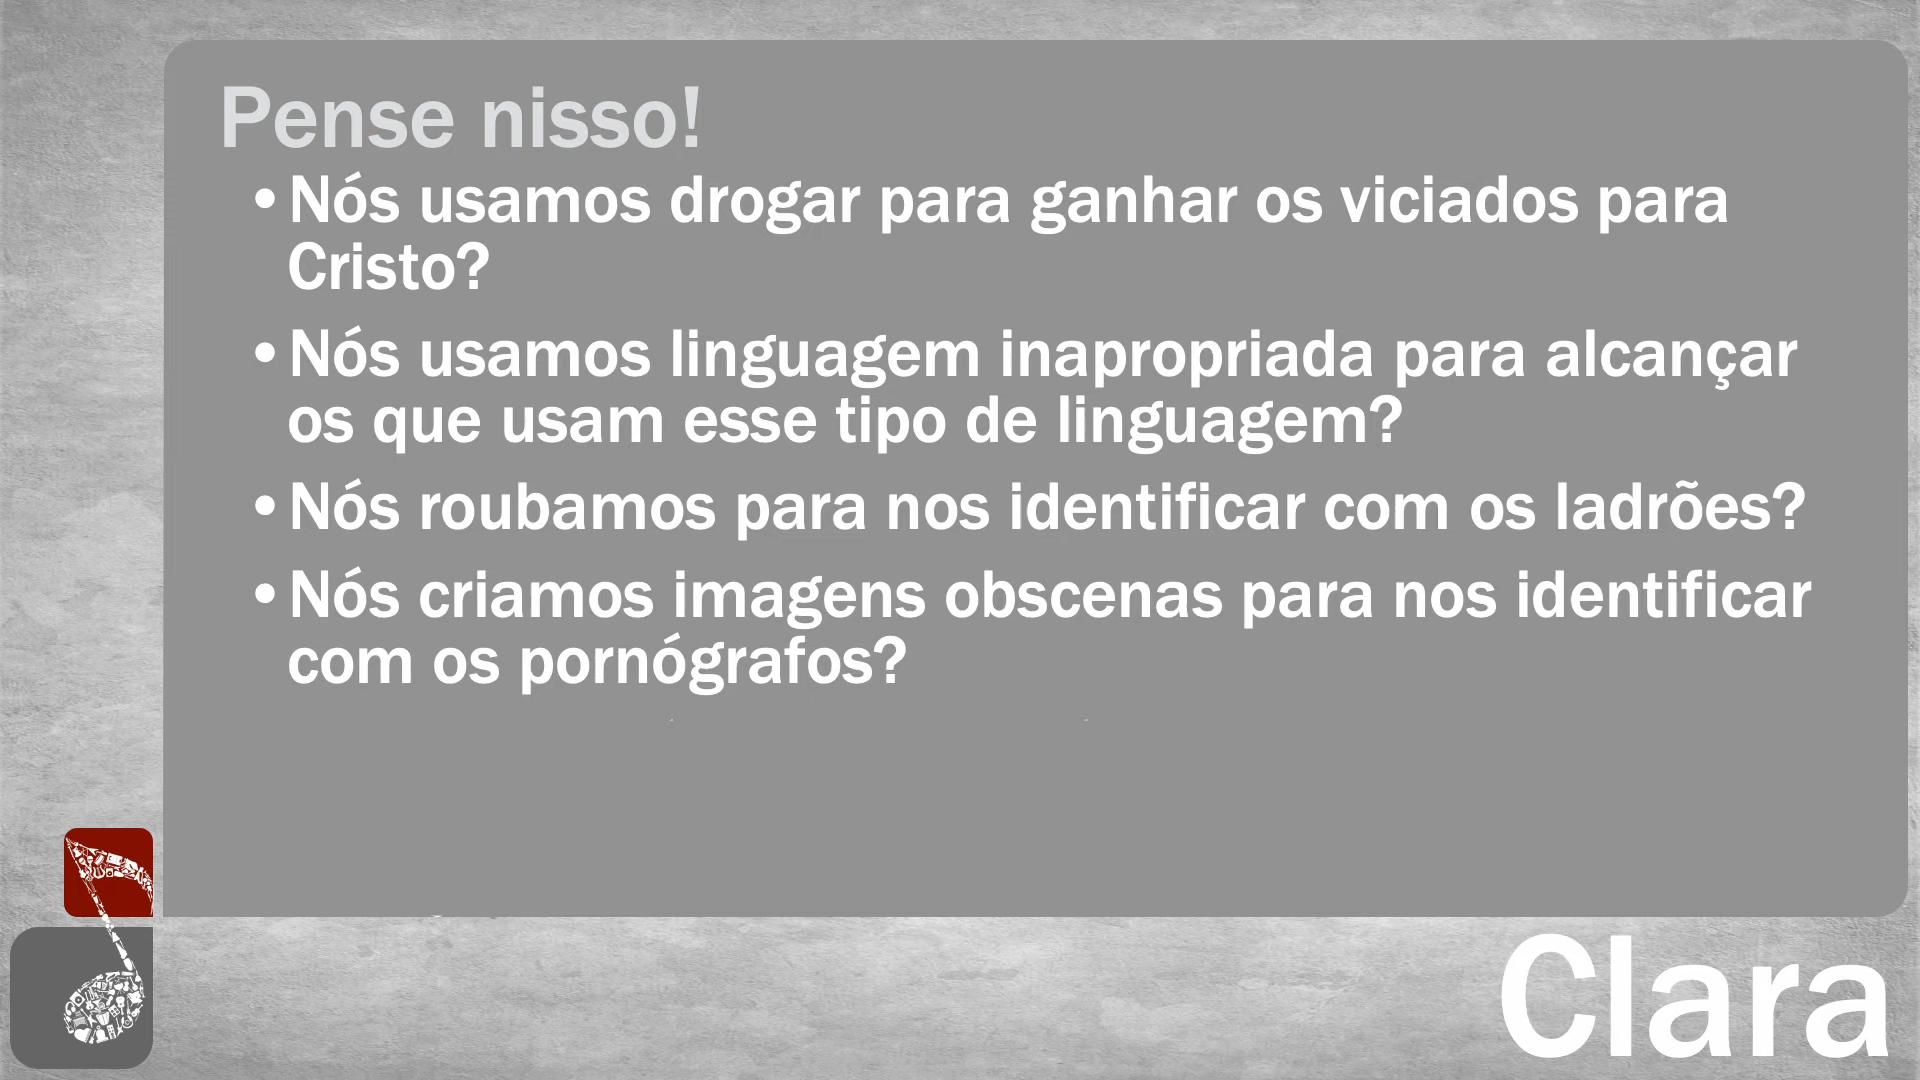 Pense nisso!
•Nós usamos drogar para ganhar os viciados para
Cristo?
•Nós usamos linguagem inapropriada para alcançar
os que usam esse tipo de linguagem?
•Nós roubamos para nos identificar com os ladrões?
•Nós criamos imagens obscenas para nos identificar
com os pornógrafos?
Clara